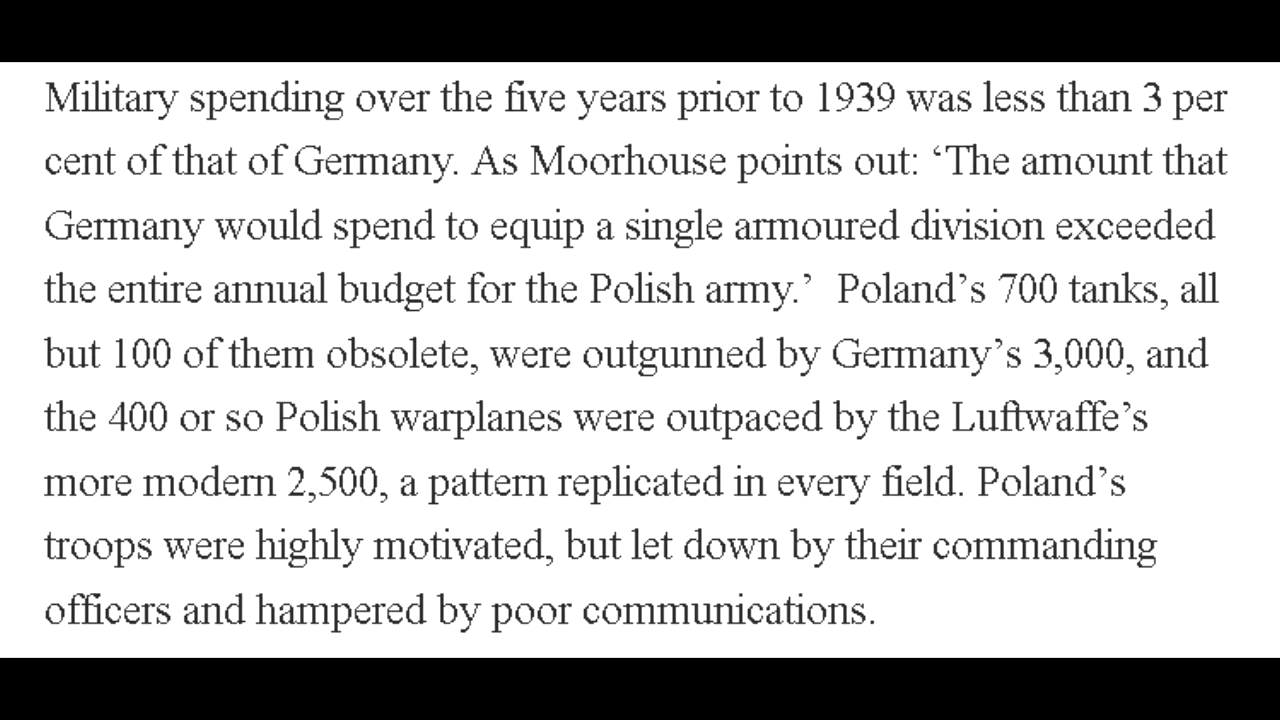 Military spending over the five years prior to 1939 was less than 3 per
cent of that of Germany. As Moorhouse points out: ‘The amount that
Germany would spend to equip a single armoured division exceeded
the entire annual budget for the Polish army.’  Poland’s 700 tanks, all
but 100 of them obsolete, were outgunned by Germany’s 3,000, and
the 400 or so Polish warplanes were outpaced by the Luftwaffe’s
more modern 2,500, a pattern replicated in every field. Poland’s
troops were highly motivated, but let down by their commanding
officers and hampered by poor communications.